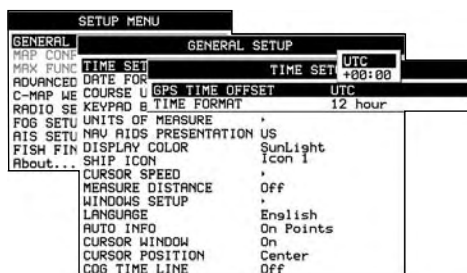 SETUP MENU
GENERAL
MAP CONF
MAX FUNC
ADVANCED
C-MAP WE
RADIO SE
FOG SETU
AIS SETU
FISH FIN
About...
GENERAL SETUP
TIME SET
DATE FOR
COURSE U
KEYPAD B
UNITS OF MEASURE
NAV AIDS PRESENTATION US
DISPLAY COLOR SunLight
SHIP ICON Icon 1
CURSOR SPEED
MEASURE DISTANCE Off
WINDOWS SETUP
LANGUAGE English
AUTO INFO On Points
CURSOR WINDOW On
CURSOR POSITION Center
COG TIME LINE Off
TIME SET
GPS TIME OFFSET UTC
TIME FORMAT 12 hour
UTC
+00:00